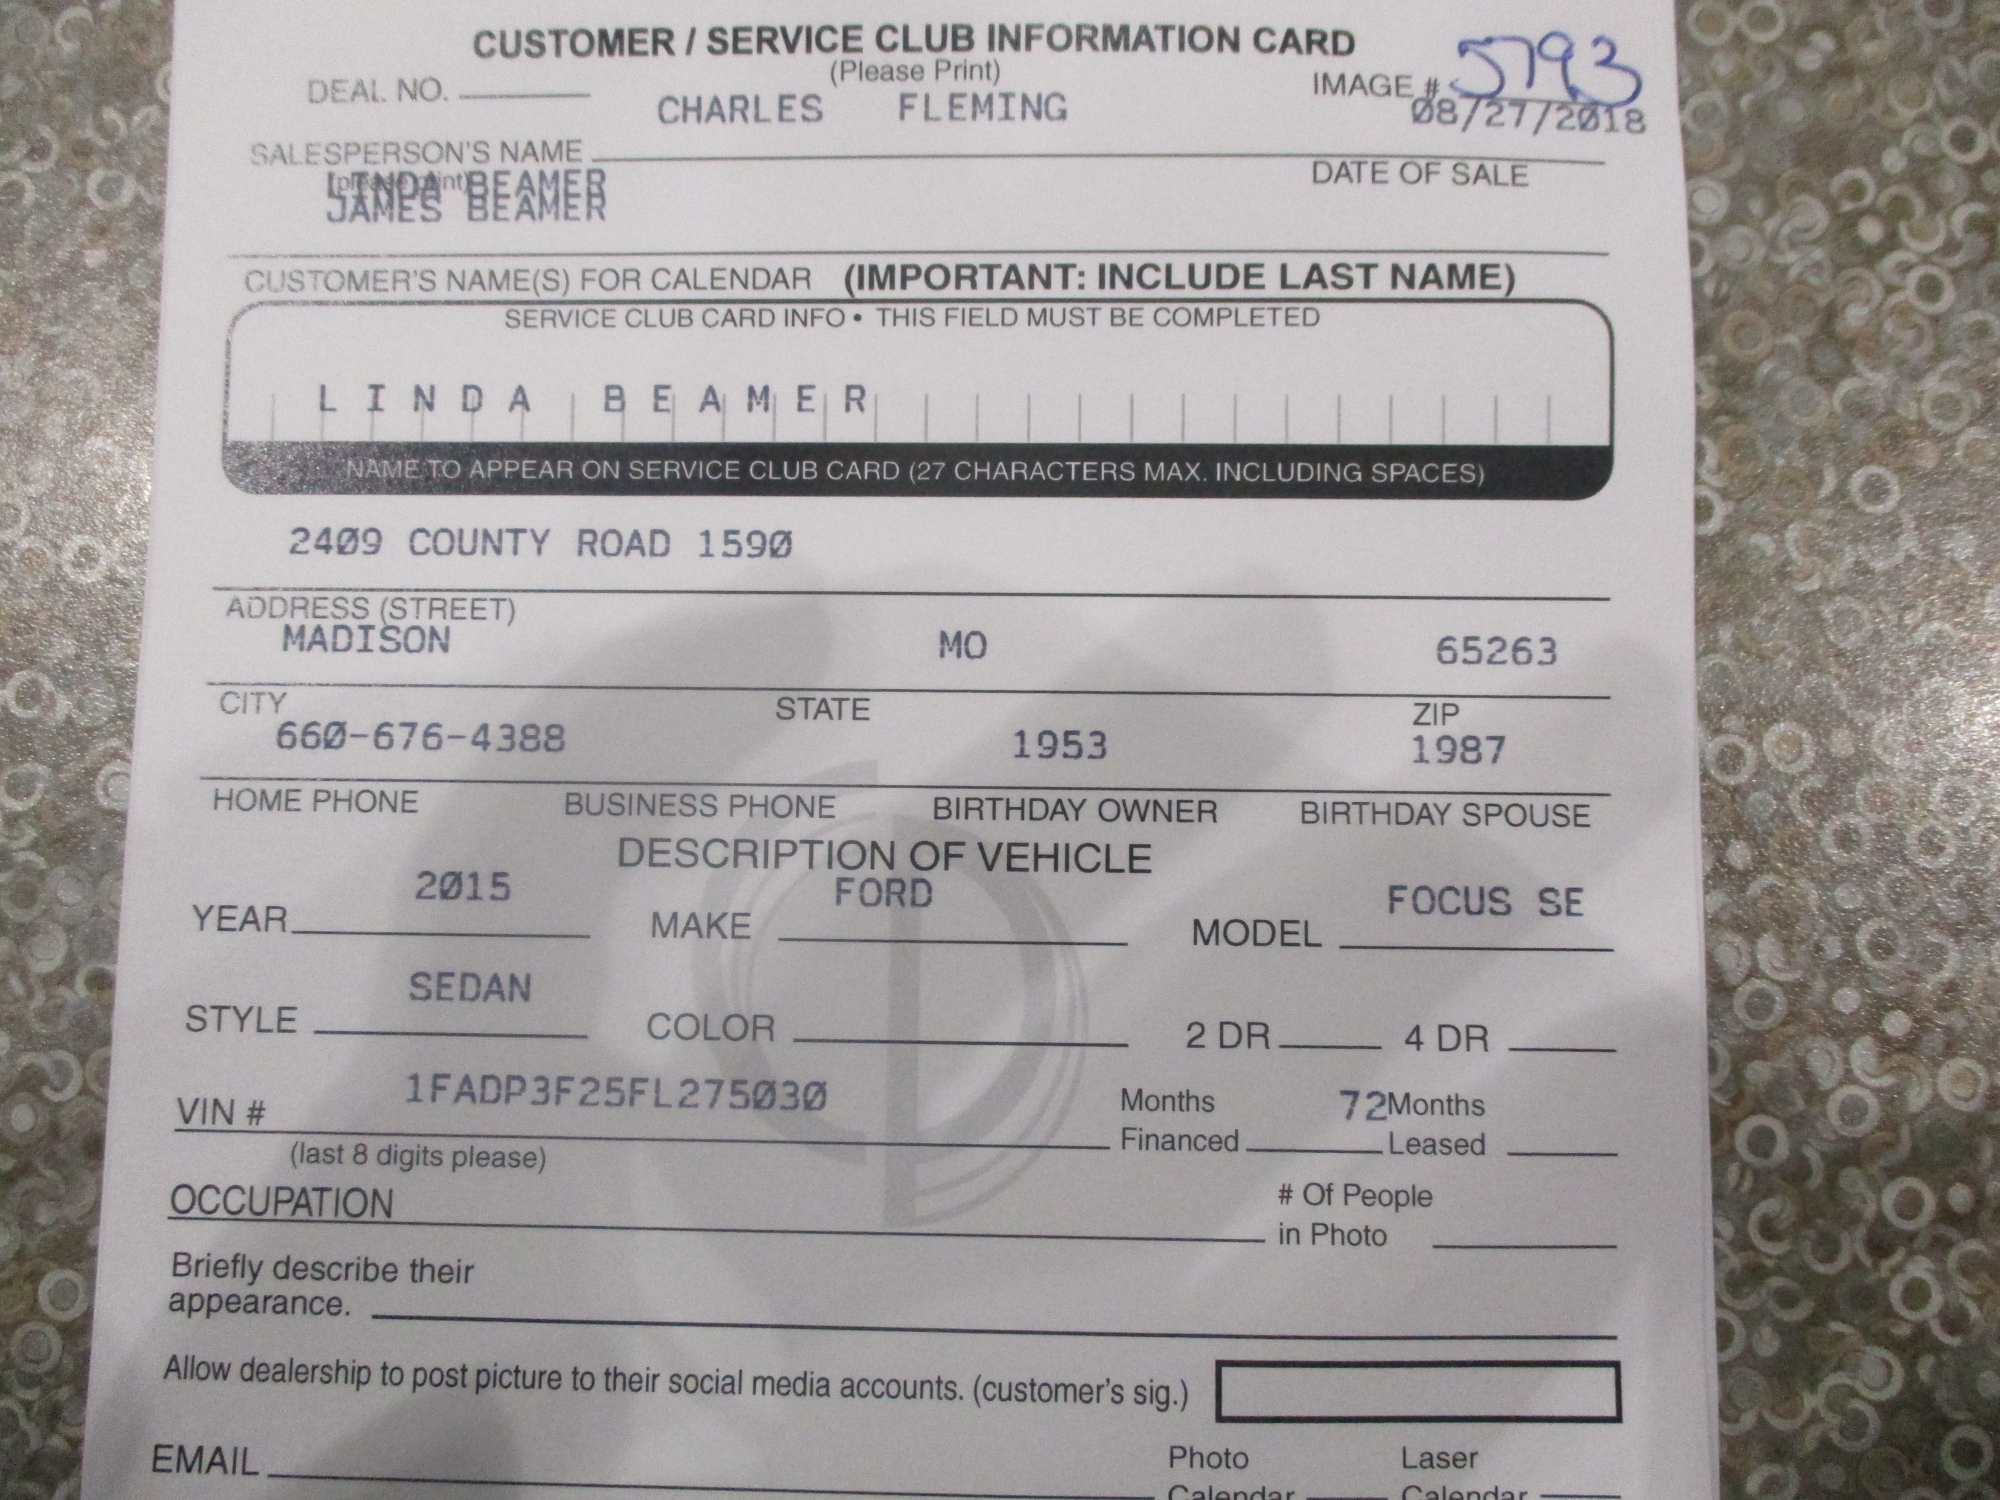 CUSTOMER / SERVICE CLUB INFORMATION CARD
(Please Print)
DEAL NO. IMAGE # 5793
CHARLES FLEMING 08/27/2018
SALESPERSON'S NAME DATE OF SALE
(please print)
LINDA BEAMER
JAMES BEAMER
CUSTOMER'S NAME(S) FOR CALENDAR (IMPORTANT: INCLUDE LAST NAME)
SERVICE CLUB CARD INFO • THIS FIELD MUST BE COMPLETED
LINDA BEAMER
NAME TO APPEAR ON SERVICE CLUB CARD (27 CHARACTERS MAX. INCLUDING SPACES)
2409 COUNTY ROAD 1590
ADDRESS (STREET)
MADISON MO 65263
CITY STATE ZIP
660-676-4388 1953 1987
HOME PHONE BUSINESS PHONE BIRTHDAY OWNER BIRTHDAY SPOUSE
DESCRIPTION OF VEHICLE
2015 FORD FOCUS SE
YEAR MAKE MODEL
SEDAN
STYLE COLOR 2 DR 4 DR
1FADP3F25FL275030 Months 72 Months
VIN # Financed Leased
(last 8 digits please)
OCCUPATION # Of People
in Photo
Briefly describe their
appearance.
Allow dealership to post picture to their social media accounts. (customer's sig.)
EMAIL Photo Laser
Calendar Calendar